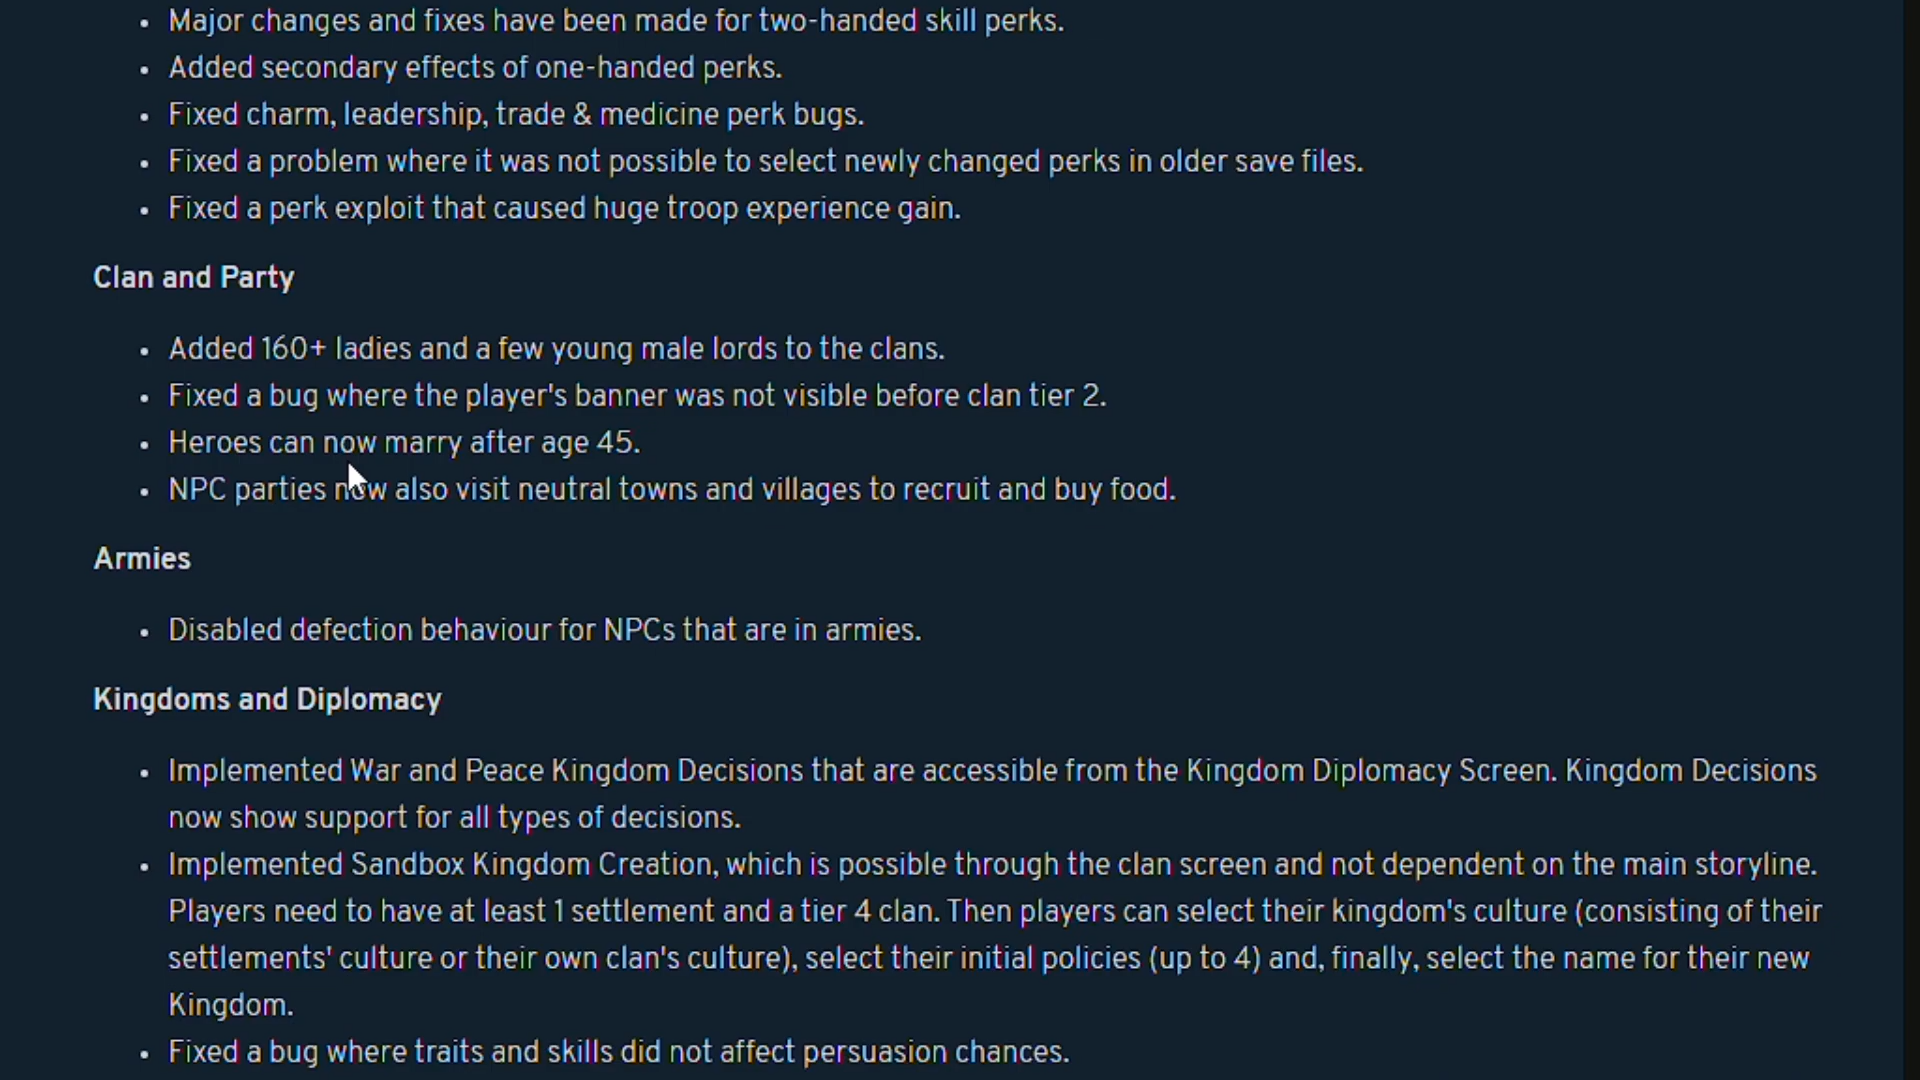 • Major changes and fixes have been made for two-handed skill perks.
• Added secondary effects of one-handed perks.
• Fixed charm, leadership, trade & medicine perk bugs.
• Fixed a problem where it was not possible to select newly changed perks in older save files.
• Fixed a perk exploit that caused huge troop experience gain.
Clan and Party
• Added 160+ ladies and a few young male lords to the clans.
• Fixed a bug where the player's banner was not visible before clan tier 2.
• Heroes can now marry after age 45.
• NPC parties now also visit neutral towns and villages to recruit and buy food.
Armies
• Disabled defection behaviour for NPCs that are in armies.
Kingdoms and Diplomacy
• Implemented War and Peace Kingdom Decisions that are accessible from the Kingdom Diplomacy Screen. Kingdom Decisions
now show support for all types of decisions.
• Implemented Sandbox Kingdom Creation, which is possible through the clan screen and not dependent on the main storyline.
Players need to have at least 1 settlement and a tier 4 clan. Then players can select their kingdom's culture (consisting of their
settlements' culture or their own clan's culture), select their initial policies (up to 4) and, finally, select the name for their new
Kingdom.
• Fixed a bug where traits and skills did not affect persuasion chances.